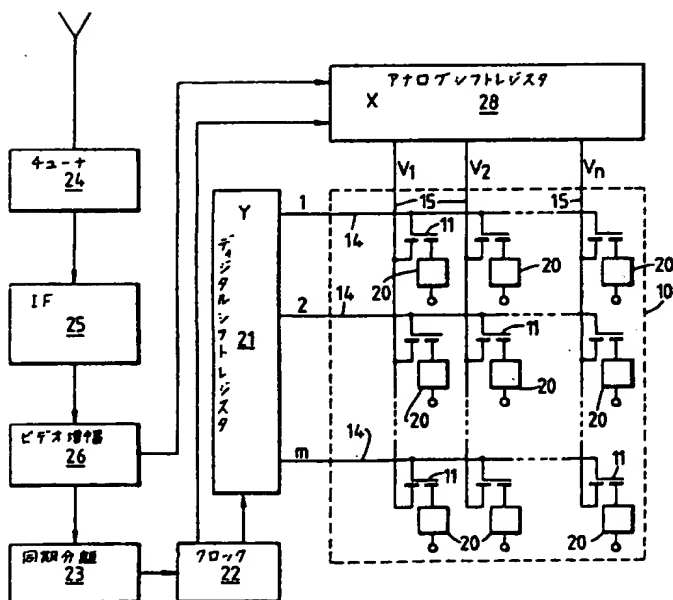 アナログシフトレジスタ
X
28
チューナ
24
V1
V2
Vn
Y
ディジタルシフトレジスタ
21
1
15
15
14
11
20
20
20
10
IF
25
2
14
11
20
20
20
ビデオ増幅器
26
m
14
11
11
20
20
同期分離
23
クロック
22